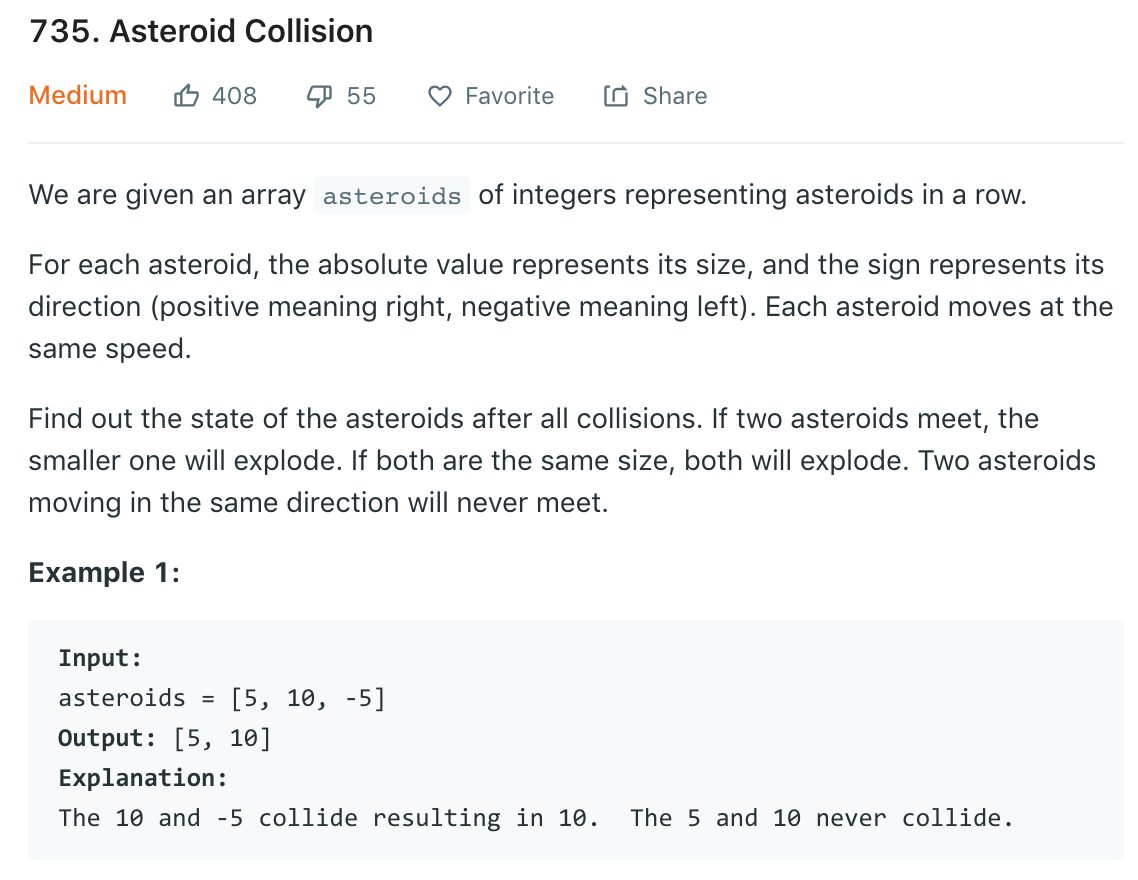 735. Asteroid Collision
Medium 408 55 Favorite Share
We are given an array asteroids of integers representing asteroids in a row.
For each asteroid, the absolute value represents its size, and the sign represents its
direction (positive meaning right, negative meaning left). Each asteroid moves at the
same speed.
Find out the state of the asteroids after all collisions. If two asteroids meet, the
smaller one will explode. If both are the same size, both will explode. Two asteroids
moving in the same direction will never meet.
Example 1:
Input:
asteroids = [5, 10, -5]
Output: [5, 10]
Explanation:
The 10 and -5 collide resulting in 10.  The 5 and 10 never collide.